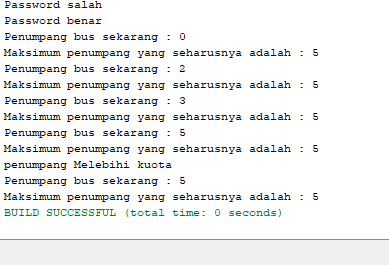 Password salah
Password benar
Penumpang bus sekarang : 0
Maksimum penumpang yang seharusnya adalah : 5
Penumpang bus sekarang : 2
Maksimum penumpang yang seharusnya adalah : 5
Penumpang bus sekarang : 3
Maksimum penumpang yang seharusnya adalah : 5
Penumpang bus sekarang : 5
Maksimum penumpang yang seharusnya adalah : 5
penumpang Melebihi kuota
Penumpang bus sekarang : 5
Maksimum penumpang yang seharusnya adalah : 5
BUILD SUCCESSFUL (total time: 0 seconds)